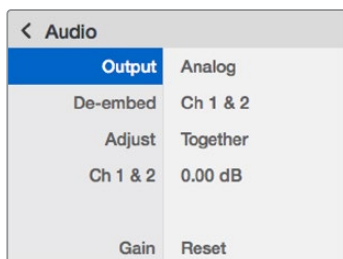 < Audio
Output Analog
De-embed Ch 1 & 2
Adjust Together
Ch 1 & 2 0.00 dB
Gain Reset